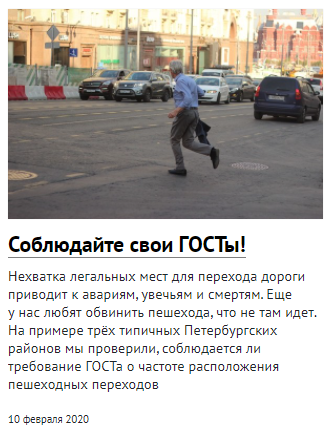 Соблюдайте свои ГОСТы!
Нехватка легальных мест для перехода дороги
приводит к авариям, увечьям и смертям. Еще
у нас любят обвинить пешехода, что не там идет.
На примере трёх типичных Петербургских
районов мы проверили, соблюдается ли
требование ГОСТа о частоте расположения
пешеходных переходов
10 февраля 2020